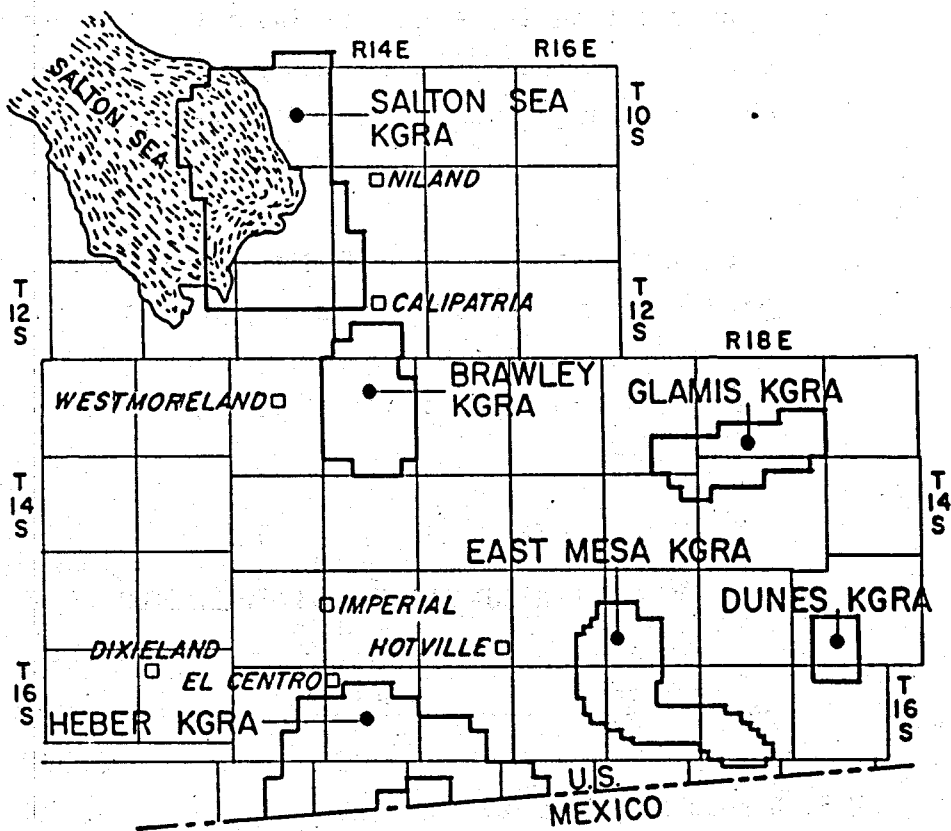 R14E
R16E
T
10
S
SALTON SEA
SALTON SEA
KGRA
NILAND
T
12
S
CALIPATRIA
T
12
S
R18E
WESTMORELAND
BRAWLEY
KGRA
GLAMIS KGRA
T
14
S
T
14
S
EAST MESA KGRA
IMPERIAL
DUNES KGRA
HOTVILLE
DIXIELAND
EL CENTRO
T
16
S
T
16
S
HEBER KGRA
U.S.
MEXICO